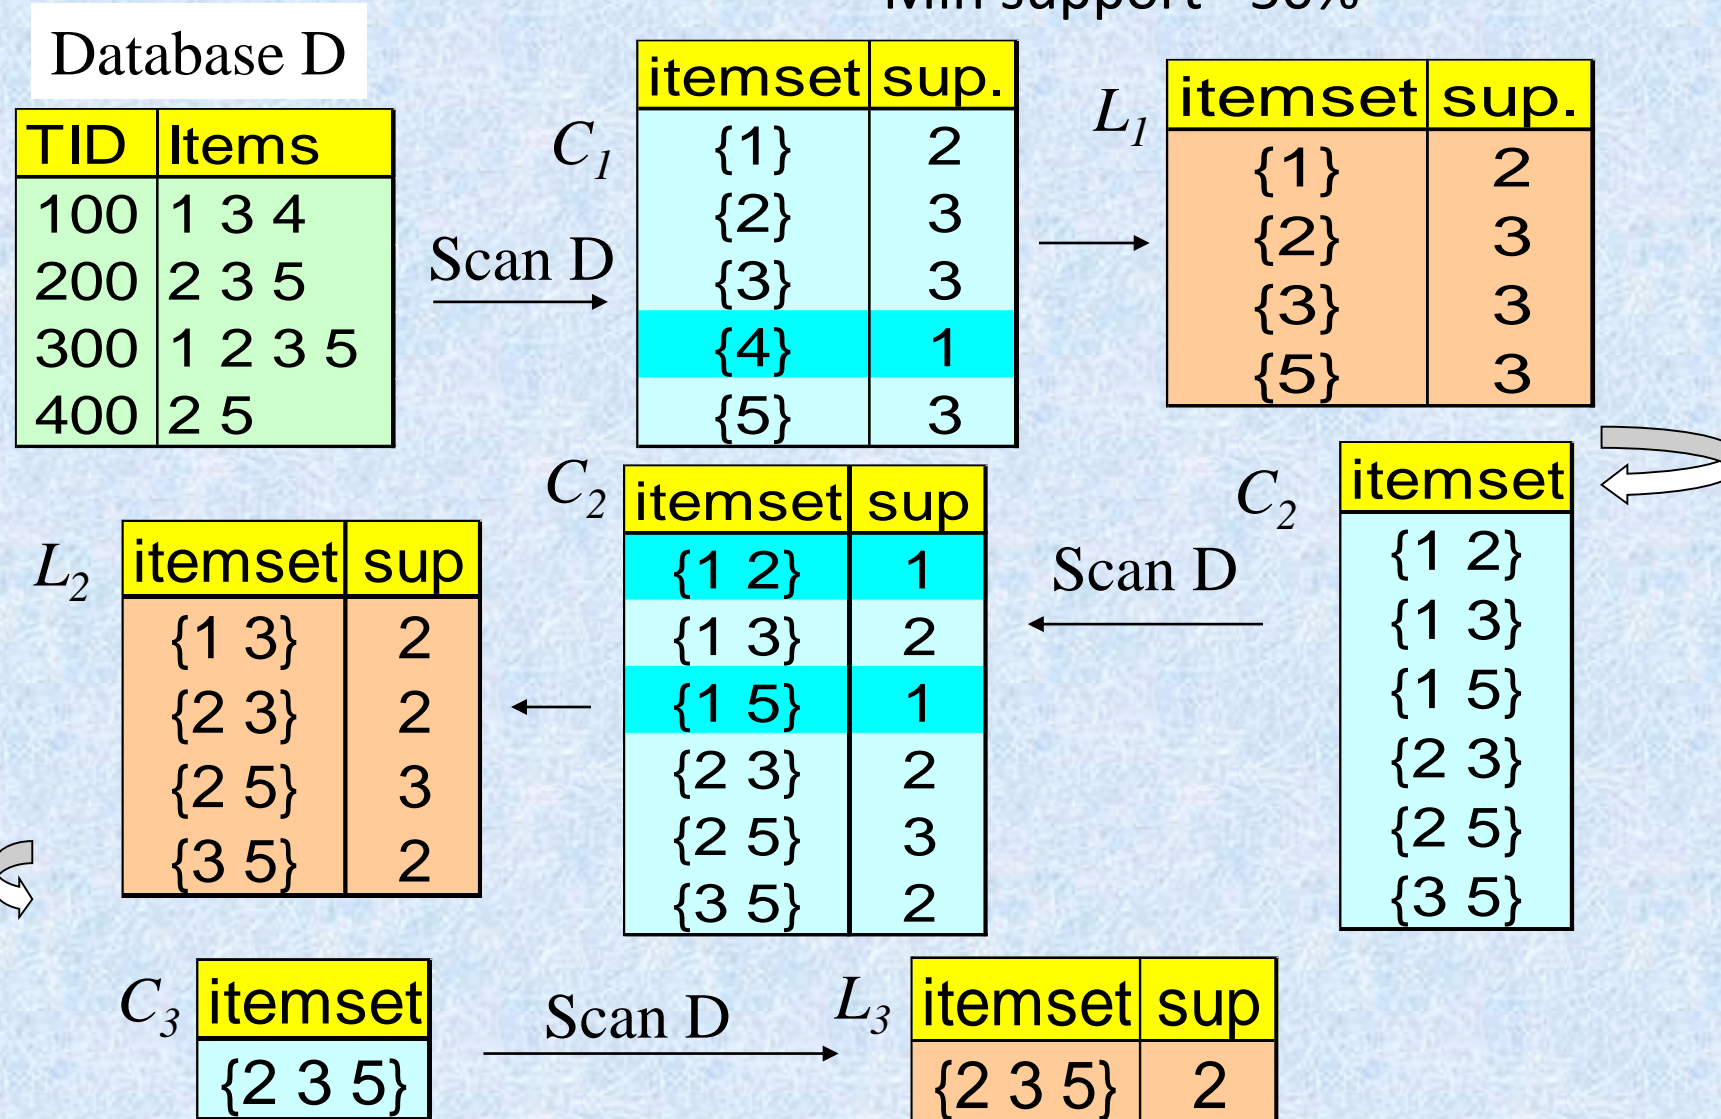 Min support
Database D
TID Items
100 1 3 4
200 2 3 5
300 1 2 3 5
400 2 5
Scan D
C1
itemset sup.
{1} 2
{2} 3
{3} 3
{4} 1
{5} 3
L1
itemset sup.
{1} 2
{2} 3
{3} 3
{5} 3
C2
itemset
{1 2}
{1 3}
{1 5}
{2 3}
{2 5}
{3 5}
Scan D
C2
itemset sup
{1 2} 1
{1 3} 2
{1 5} 1
{2 3} 2
{2 5} 3
{3 5} 2
L2
itemset sup
{1 3} 2
{2 3} 2
{2 5} 3
{3 5} 2
C3
itemset
{2 3 5}
Scan D
L3
itemset sup
{2 3 5} 2